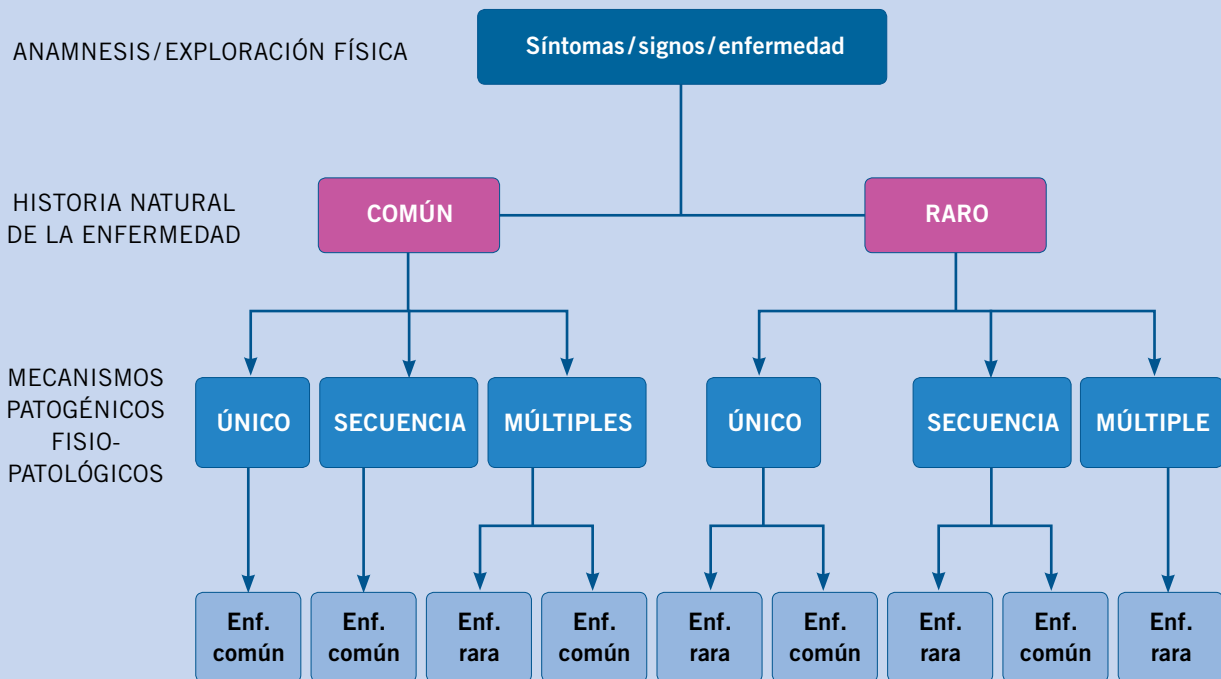 ANAMNESIS/EXPLORACIÓN FÍSICA
Síntomas/signos/enfermedad
HISTORIA NATURAL
DE LA ENFERMEDAD
COMÚN
RARO
MECANISMOS
PATOGÉNICOS
FISIO-
PATOLÓGICOS
ÚNICO
SECUENCIA
MÚLTIPLES
ÚNICO
SECUENCIA
MÚLTIPLE
Enf.
común
Enf.
común
Enf.
rara
Enf.
común
Enf.
rara
Enf.
común
Enf.
rara
Enf.
común
Enf.
rara